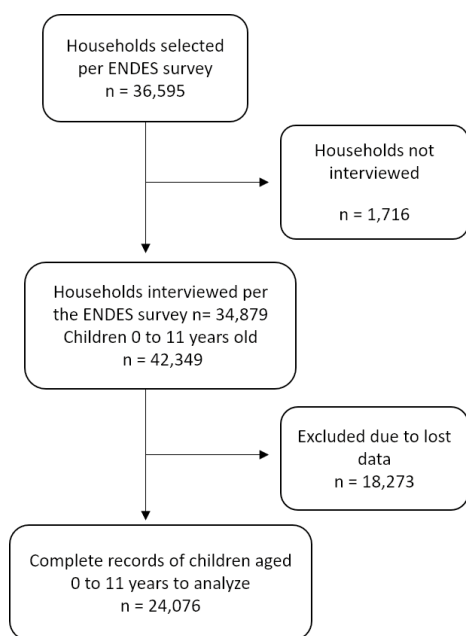 Households selected
per ENDES survey
n = 36,595
Households not
interviewed
n = 1,716
Households interviewed per
the ENDES survey n= 34,879
Children 0 to 11 years old
n = 42,349
Excluded due to lost
data
n = 18,273
Complete records of children aged
0 to 11 years to analyze
n = 24,076